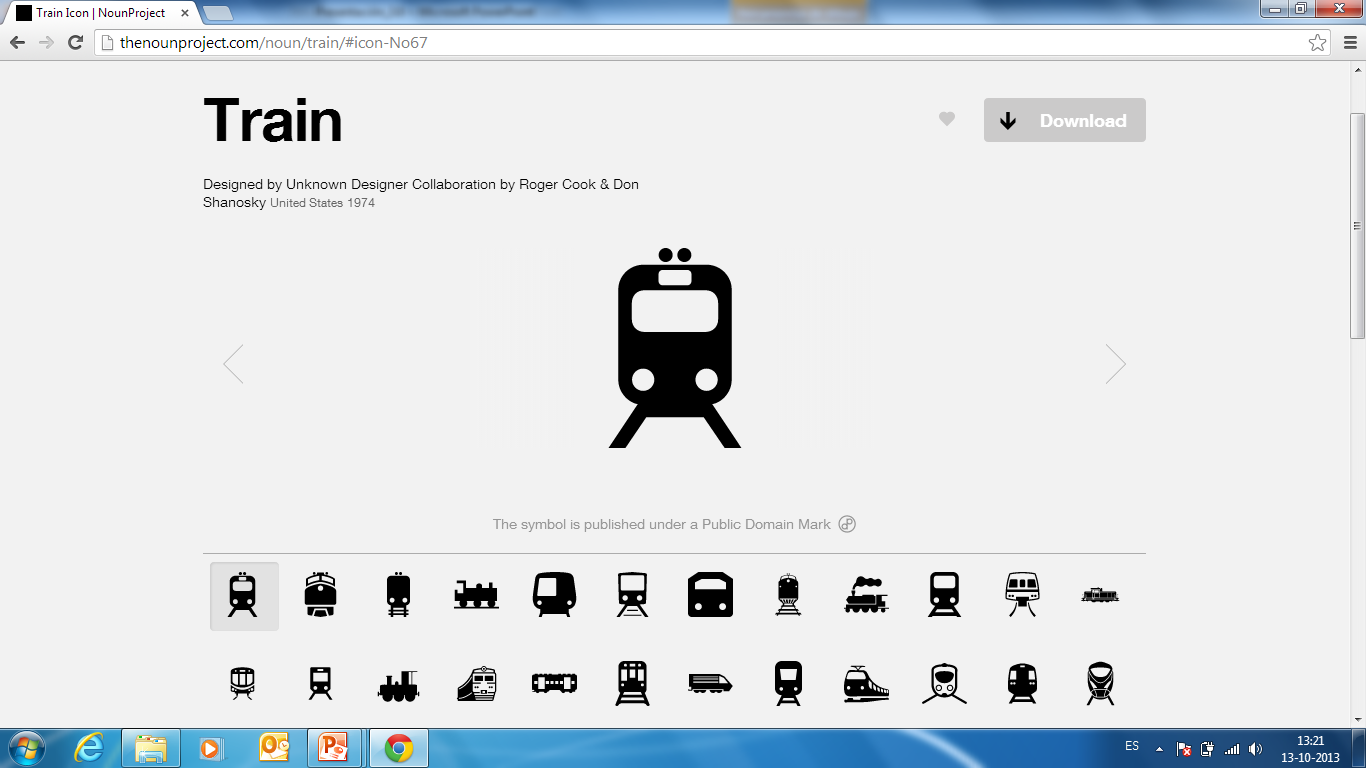 Train Icon | NounProject
thenounproject.com/noun/train/#icon-No67
Train
Download
Designed by Unknown Designer Collaboration by Roger Cook & Don
Shanosky United States 1974
The symbol is published under a Public Domain Mark
ES
13:21
13-10-2013